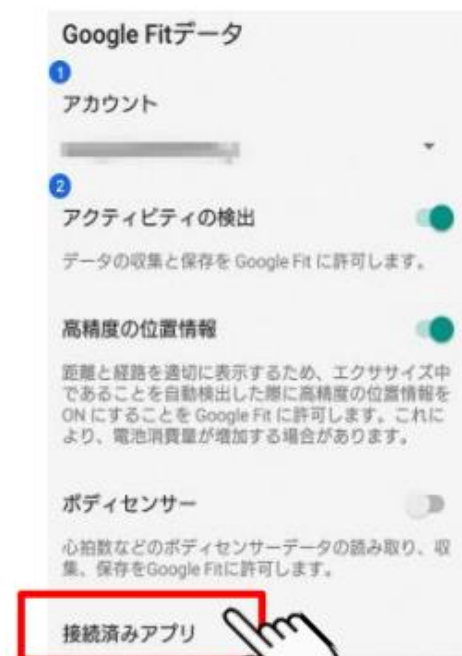 Google Fitデータ
1
アカウント
2
アクティビティの検出
データの収集と保存を Google Fit に許可します。
高精度の位置情報
距離と経路を適切に表示するため、エクササイズ中
であることを自動検出した際に高精度の位置情報を
ON にすることを Google Fit に許可します。これに
より、電池消費量が増加する場合があります。
ボディセンサー
心拍数などのボディセンサーデータの読み取り、収
集、保存をGoogle Fitに許可します。
接続済みアプリ